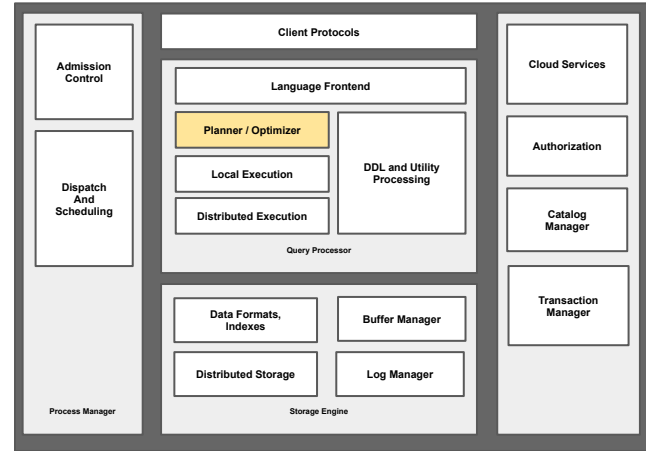 Admission
Control
Dispatch
And
Scheduling
Process Manager
Client Protocols
Language Frontend
Planner / Optimizer
Local Execution
Distributed Execution
DDL and Utility
Processing
Query Processor
Data Formats,
Indexes
Buffer Manager
Distributed Storage
Log Manager
Storage Engine
Cloud Services
Authorization
Catalog
Manager
Transaction
Manager